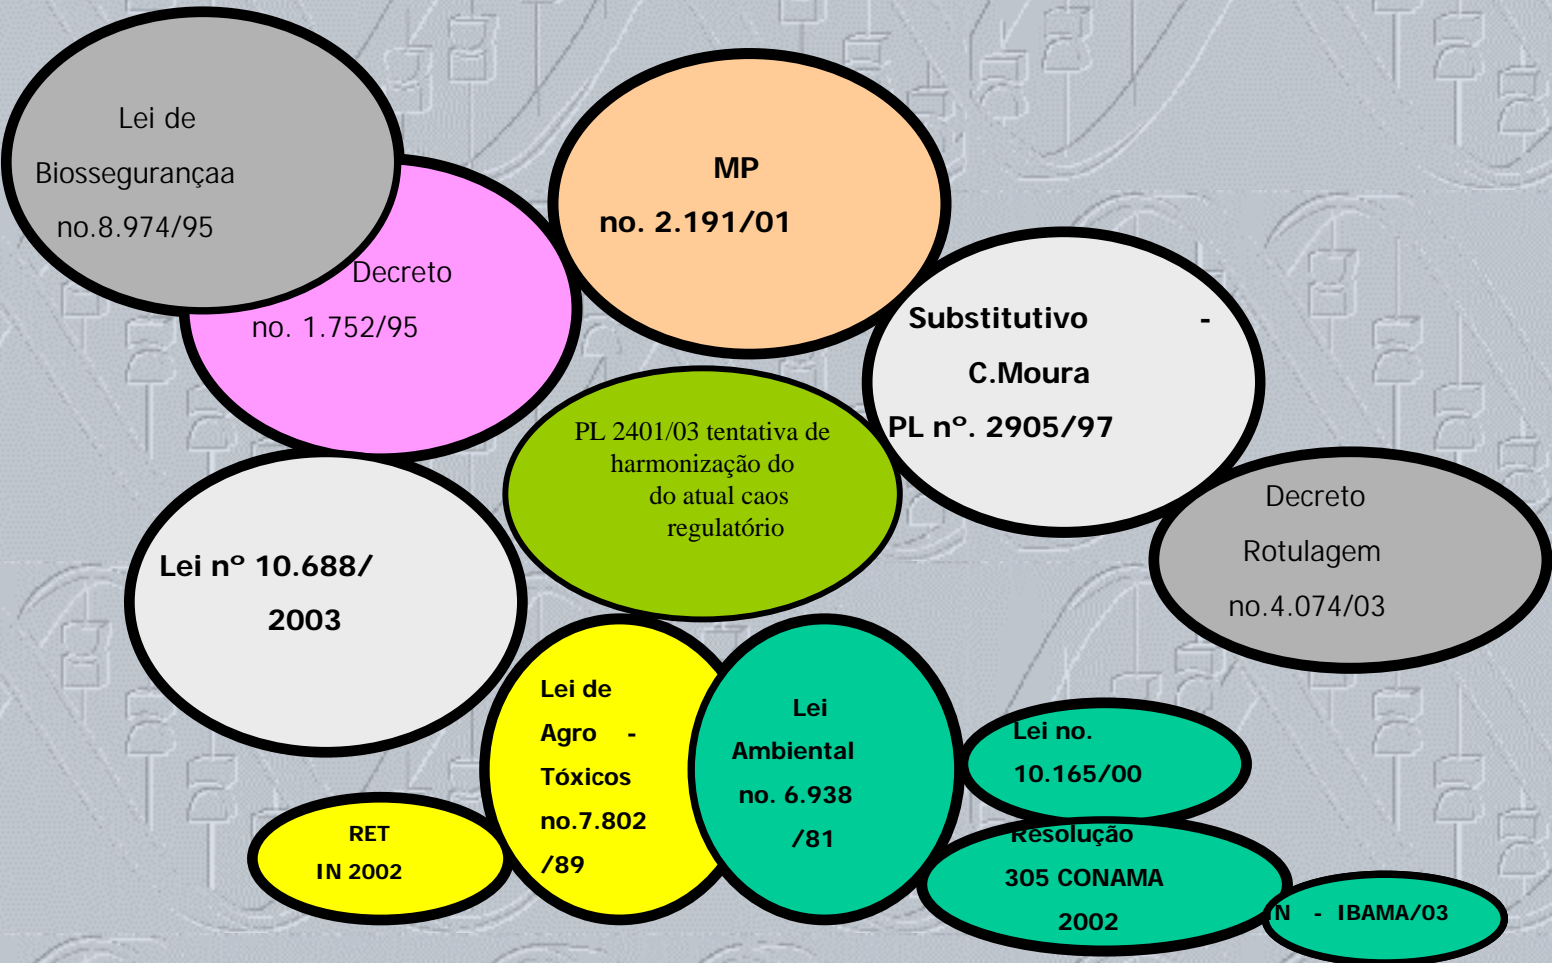 Lei de
Biossegurançaa
no.8.974/95
Decreto
no. 1.752/95
MP
no. 2.191/01
Substitutivo -
C.Moura
PL nº. 2905/97
PL 2401/03 tentativa de
harmonização do
do atual caos
regulatório
Decreto
Rotulagem
no.4.074/03
Lei nº 10.688/
2003
Lei de
Agro -
Tóxicos
no.7.802
/89
Lei
Ambiental
no. 6.938
/81
Lei no.
10.165/00
RET
IN 2002
Resolução
305 CONAMA
2002
N - IBAMA/03